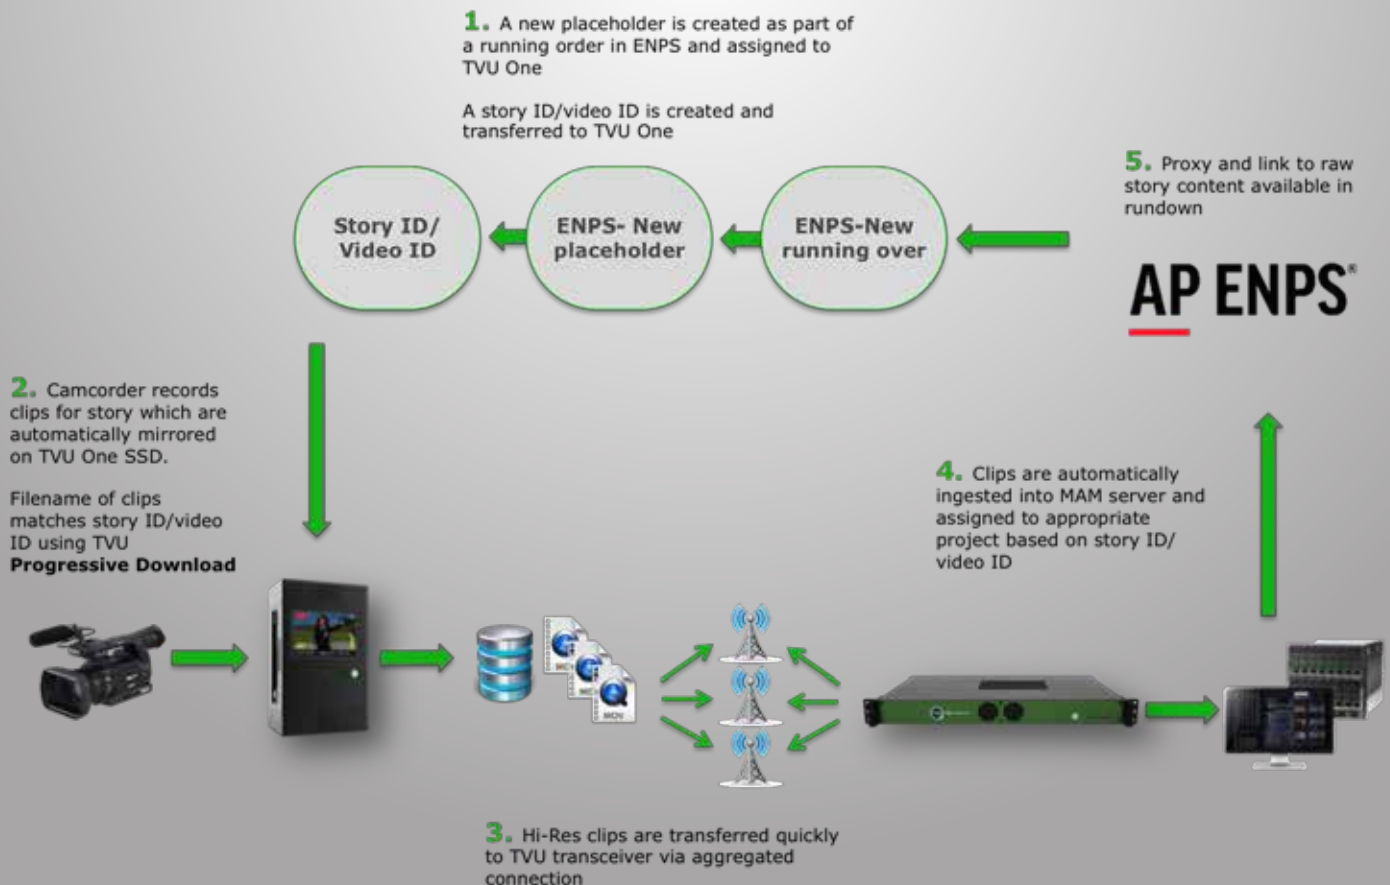 1. A new placeholder is created as part of
a running order in ENPS and assigned to
TVU One
A story ID/video ID is created and
transferred to TVU One
5. Proxy and link to raw
story content available in
rundown
Story ID/
Video ID
ENPS- New
placeholder
ENPS-New
running over
AP ENPS®
2. Camcorder records
clips for story which are
automatically mirrored
on TVU One SSD.
Filename of clips
matches story ID/video
ID using TVU
Progressive Download
4. Clips are automatically
ingested into MAM server and
assigned to appropriate
project based on story ID/
video ID
MOV
3. Hi-Res clips are transferred quickly
to TVU transceiver via aggregated
connection